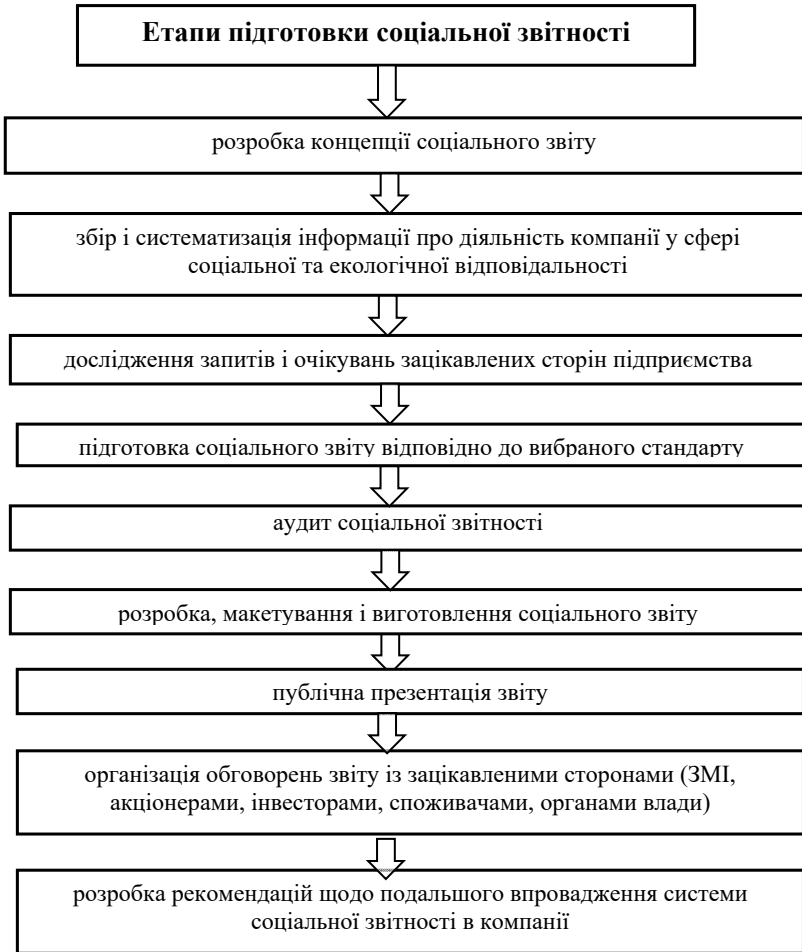 Етапи підготовки соціальної звітності
розробка концепції соціального звіту
збір і систематизація інформації про діяльність компанії у сфері
соціальної та екологічної відповідальності
дослідження запитів і очікувань зацікавлених сторін підприємства
підготовка соціального звіту відповідно до вибраного стандарту
аудит соціальної звітності
розробка, макетування і виготовлення соціального звіту
публічна презентація звіту
організація обговорень звіту із зацікавленими сторонами (ЗМІ,
акціонерами, інвесторами, споживачами, органами влади)
розробка рекомендацій щодо подальшого впровадження системи
соціальної звітності в компанії